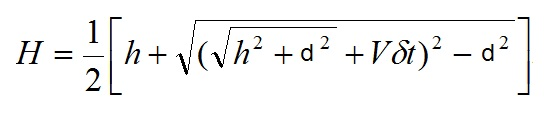 H = 1/2 [ h + √( (√(h² + d²) + Vδt)² − d² ) ]